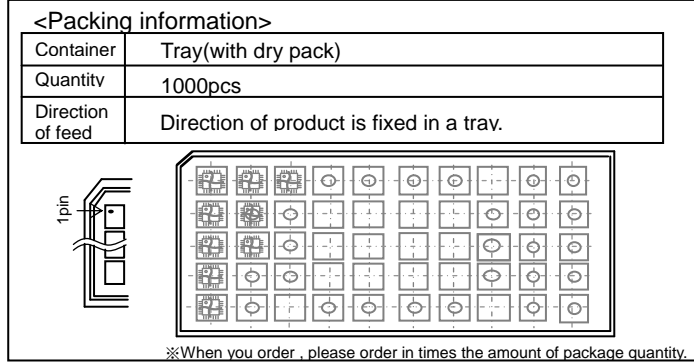 <Packing information>
Container Tray(with dry pack)
Quantity 1000pcs
Direction of feed Direction of product is fixed in a tray.
1pin
※When you order , please order in times the amount of package quantity.